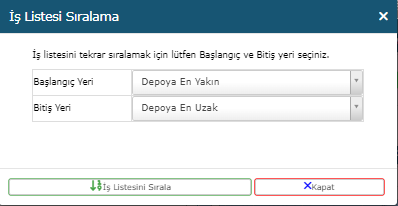 İş Listesi Sıralama
İş listesini tekrar sıralamak için lütfen Başlangıç ve Bitiş yeri seçiniz.
Başlangıç Yeri Depoya En Yakın
Bitiş Yeri Depoya En Uzak
İş Listesini Sırala Kapat